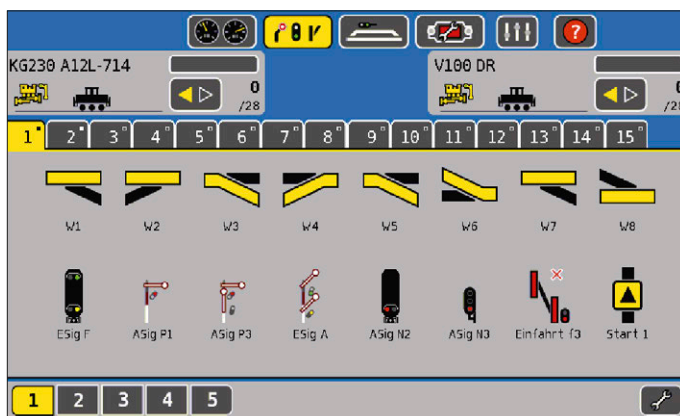 ?
KG230 A12L-714 V100 DR
0
/28 /28
1 2 3 4 5 6 7 8 9 10 11 12 13 14 15
W1 W2 W3 W4 W5 W6 W7 W8
ESig F ASig P1 ASig P3 ESig A ASig N2 ASig N3 Einfahrt f3 Start 1
1 2 3 4 5